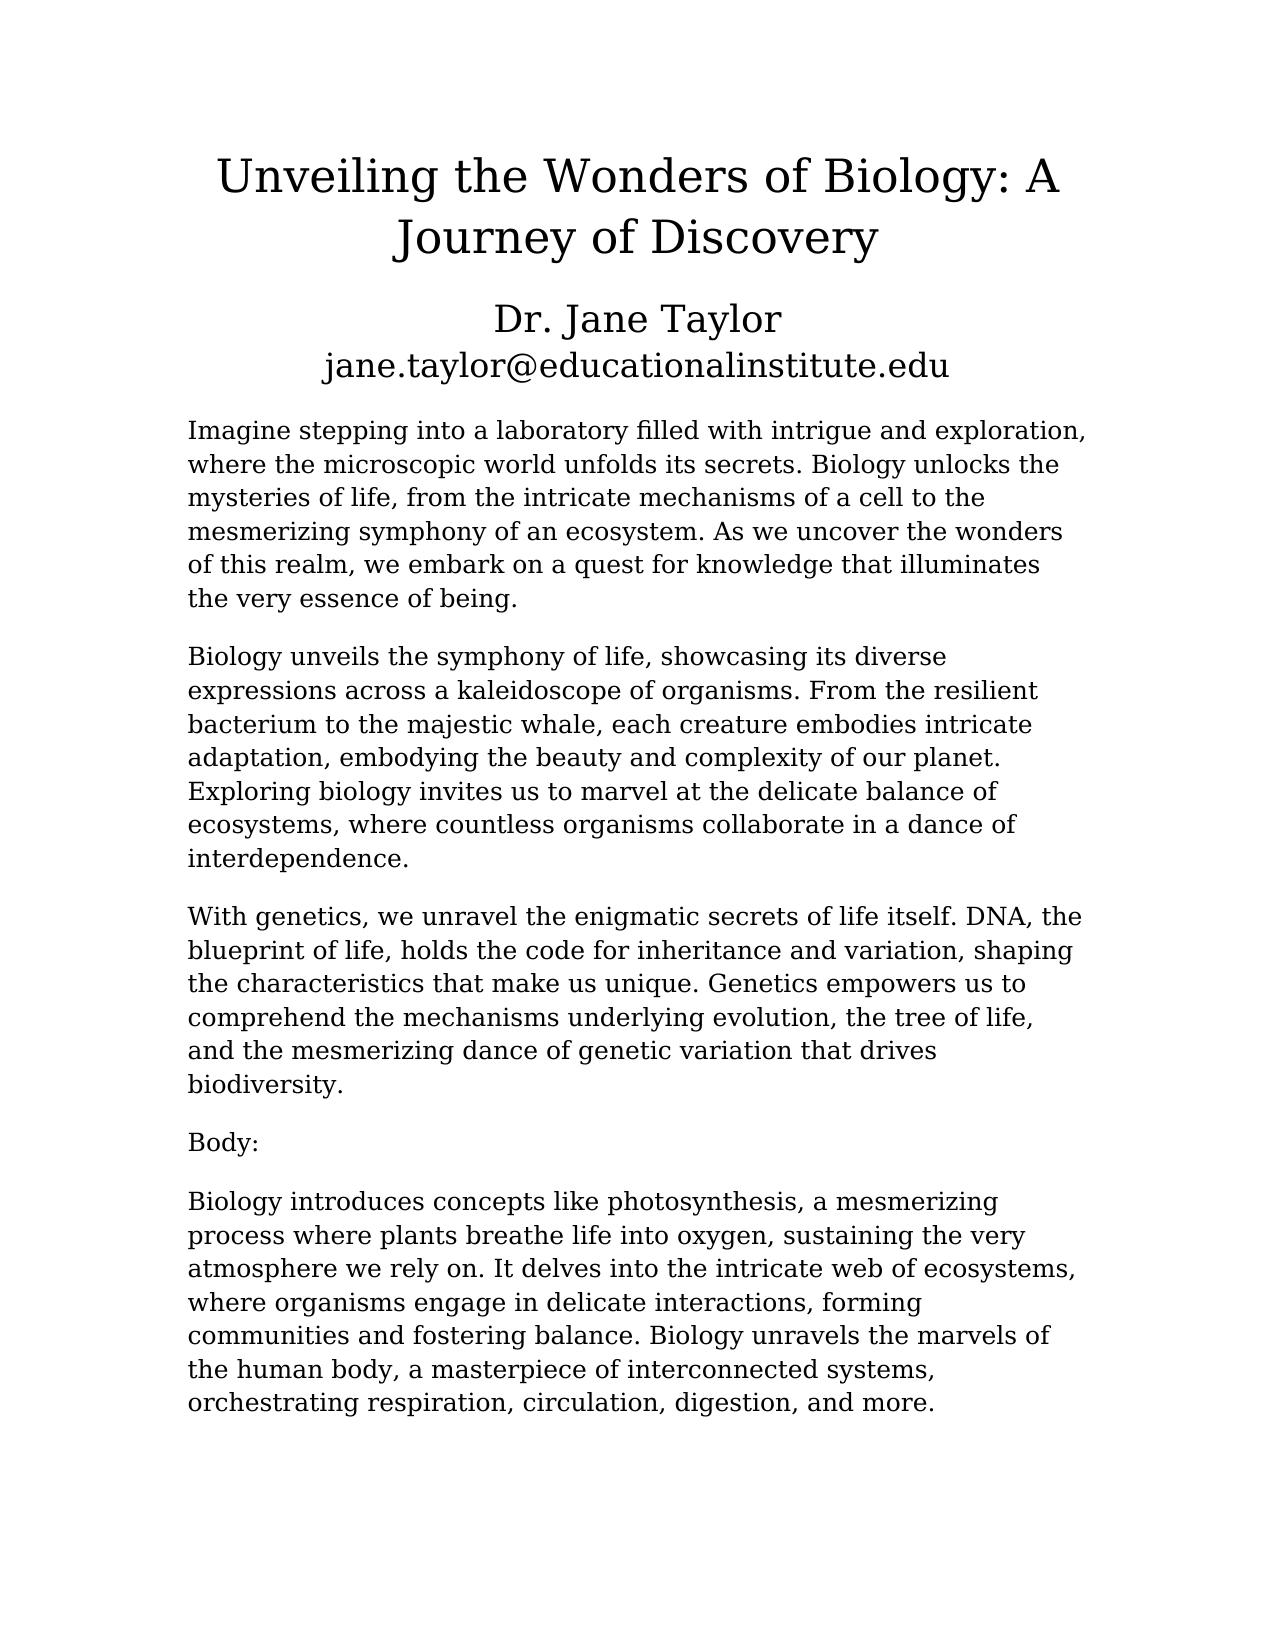 Unveiling the Wonders of Biology: A
Journey of Discovery
Dr. Jane Taylor
jane.taylor@educationalinstitute.edu
Imagine stepping into a laboratory filled with intrigue and exploration,
where the microscopic world unfolds its secrets. Biology unlocks the
mysteries of life, from the intricate mechanisms of a cell to the
mesmerizing symphony of an ecosystem. As we uncover the wonders
of this realm, we embark on a quest for knowledge that illuminates
the very essence of being.
Biology unveils the symphony of life, showcasing its diverse
expressions across a kaleidoscope of organisms. From the resilient
bacterium to the majestic whale, each creature embodies intricate
adaptation, embodying the beauty and complexity of our planet.
Exploring biology invites us to marvel at the delicate balance of
ecosystems, where countless organisms collaborate in a dance of
interdependence.
With genetics, we unravel the enigmatic secrets of life itself. DNA, the
blueprint of life, holds the code for inheritance and variation, shaping
the characteristics that make us unique. Genetics empowers us to
comprehend the mechanisms underlying evolution, the tree of life,
and the mesmerizing dance of genetic variation that drives
biodiversity.
Body:
Biology introduces concepts like photosynthesis, a mesmerizing
process where plants breathe life into oxygen, sustaining the very
atmosphere we rely on. It delves into the intricate web of ecosystems,
where organisms engage in delicate interactions, forming
communities and fostering balance. Biology unravels the marvels of
the human body, a masterpiece of interconnected systems,
orchestrating respiration, circulation, digestion, and more.